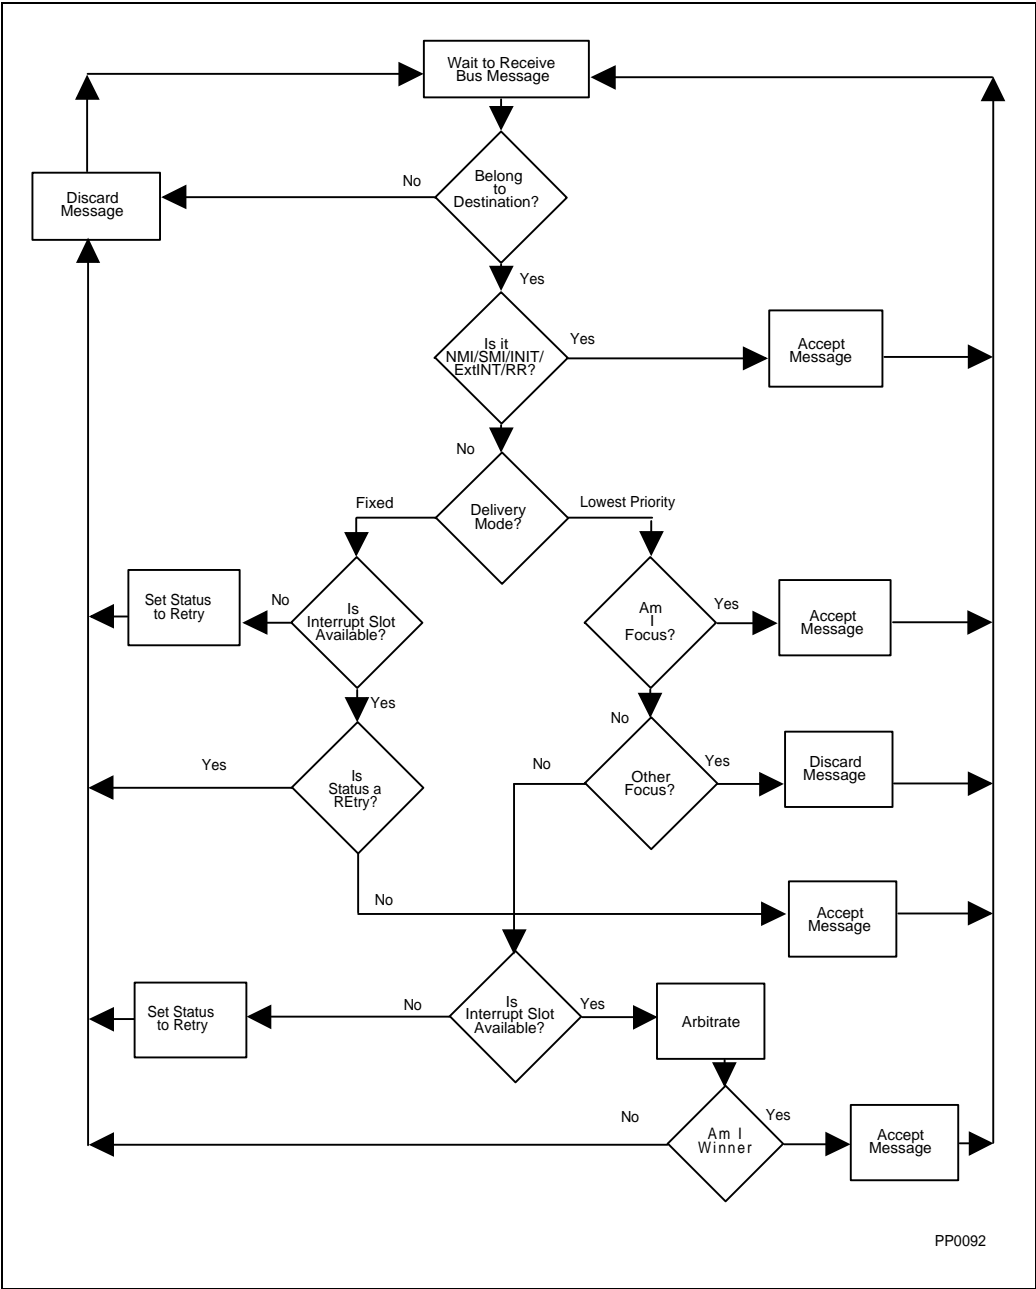 Wait to Receive
Bus Message
No
Belong
to
Destination?
Discard
Message
Yes
Is it
NMI/SMI/INIT/
ExtINT/RR?
Yes
Accept
Message
No
Fixed
Delivery
Mode?
Lowest Priority
Set Status
to Retry
No
Is
Interrupt Slot
Available?
Am
I
Focus?
Yes
Accept
Message
Yes
No
Yes
Is
Status a
REtry?
No
Other
Focus?
Yes
Discard
Message
No
Accept
Message
Set Status
to Retry
No
Is
Interrupt Slot
Available?
Yes
Arbitrate
No
Am I
Winner
Yes
Accept
Message
PP0092